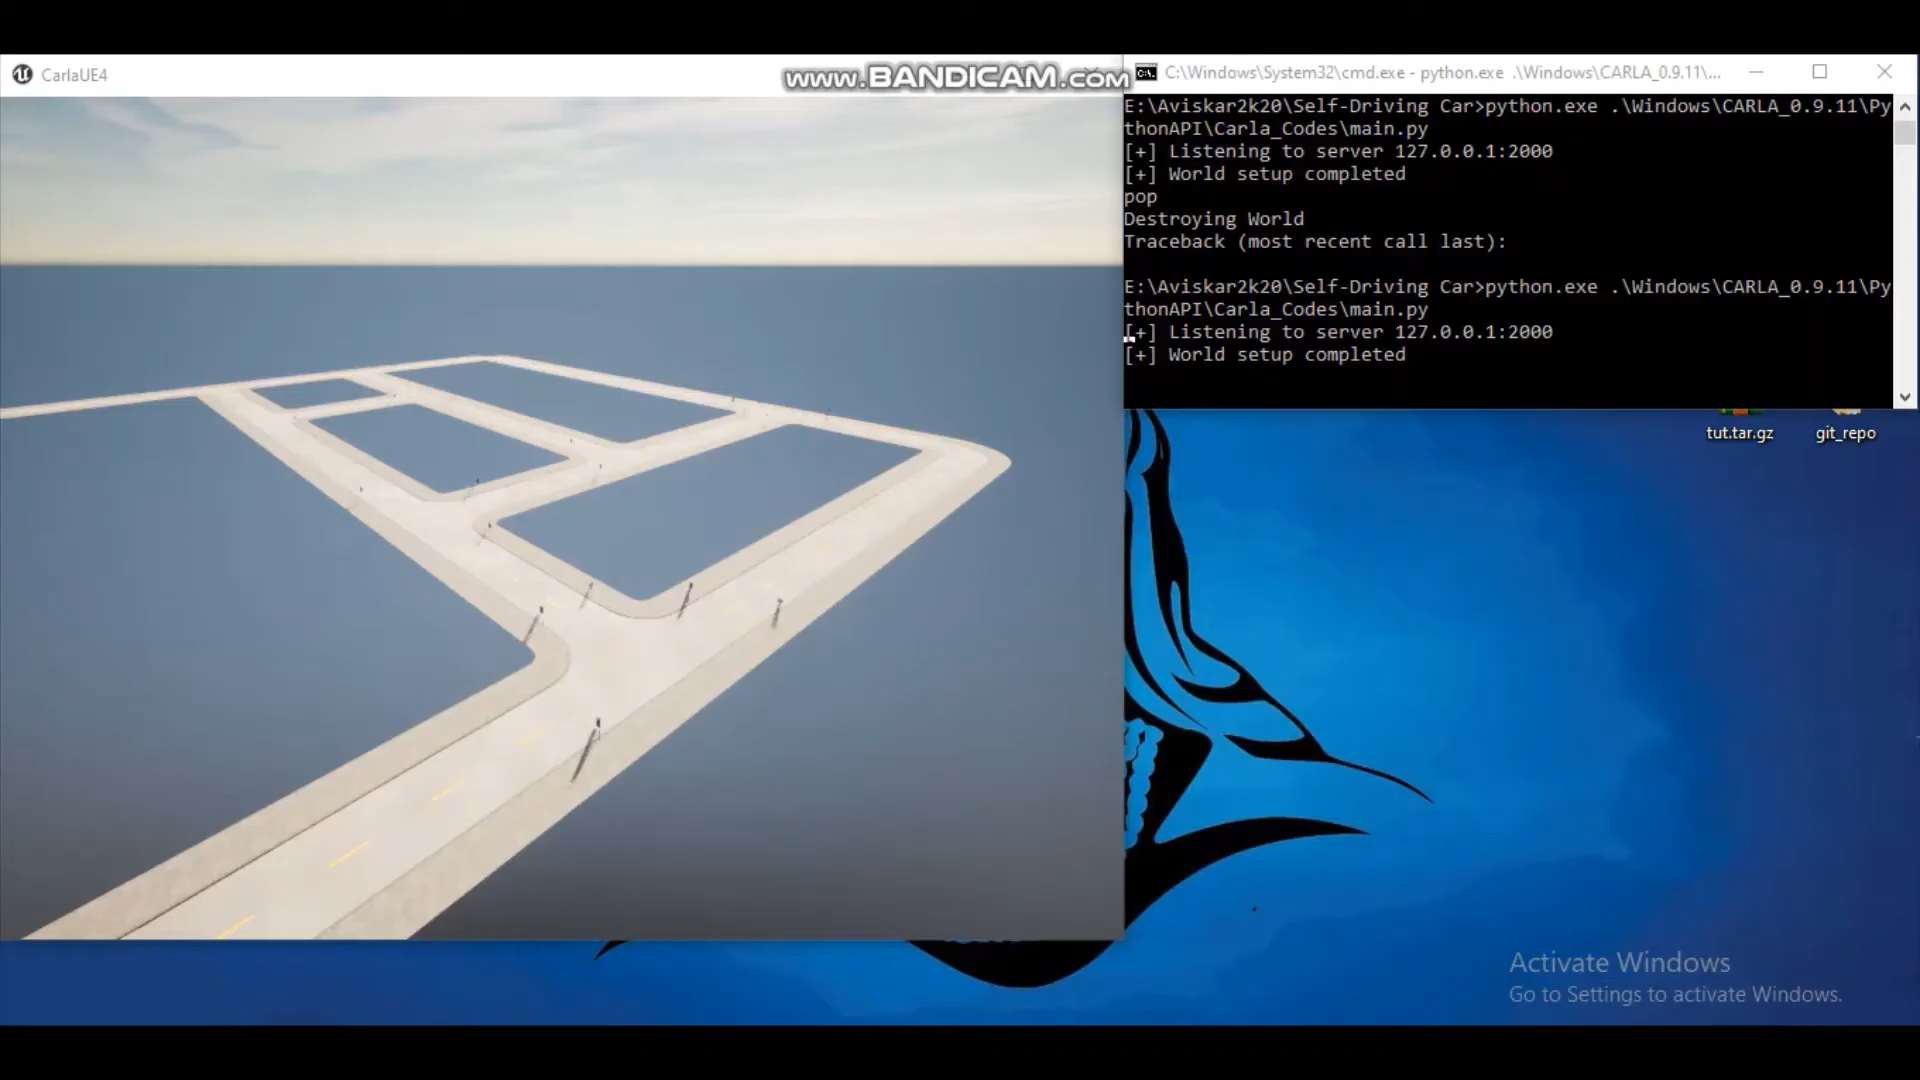 CarlaUE4
www.BANDICAM.com
C:\Windows\System32\cmd.exe - python.exe .\Windows\CARLA_0.9.11\...
E:\Aviskar2k20\Self-Driving Car>python.exe .\Windows\CARLA_0.9.11\Py
thonAPI\Carla_Codes\main.py
[+] Listening to server 127.0.0.1:2000
[+] World setup completed
pop
Destroying World
Traceback (most recent call last):
E:\Aviskar2k20\Self-Driving Car>python.exe .\Windows\CARLA_0.9.11\Py
thonAPI\Carla_Codes\main.py
[+] Listening to server 127.0.0.1:2000
[+] World setup completed
tut.tar.gz
git_repo
Activate Windows
Go to Settings to activate Windows.